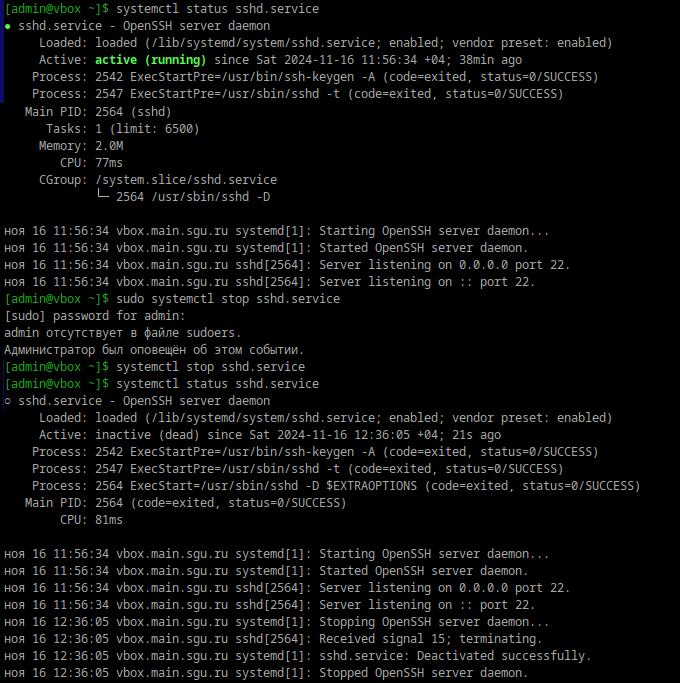 [admin@vbox ~]$ systemctl status sshd.service
● sshd.service - OpenSSH server daemon
     Loaded: loaded (/lib/systemd/system/sshd.service; enabled; vendor preset: enabled)
     Active: active (running) since Sat 2024-11-16 11:56:34 +04; 38min ago
    Process: 2542 ExecStartPre=/usr/bin/ssh-keygen -A (code=exited, status=0/SUCCESS)
    Process: 2547 ExecStartPre=/usr/sbin/sshd -t (code=exited, status=0/SUCCESS)
   Main PID: 2564 (sshd)
      Tasks: 1 (limit: 6500)
     Memory: 2.0M
        CPU: 77ms
     CGroup: /system.slice/sshd.service
             └─ 2564 /usr/sbin/sshd -D

ноя 16 11:56:34 vbox.main.sgu.ru systemd[1]: Starting OpenSSH server daemon...
ноя 16 11:56:34 vbox.main.sgu.ru systemd[1]: Started OpenSSH server daemon.
ноя 16 11:56:34 vbox.main.sgu.ru sshd[2564]: Server listening on 0.0.0.0 port 22.
ноя 16 11:56:34 vbox.main.sgu.ru sshd[2564]: Server listening on :: port 22.
[admin@vbox ~]$ sudo systemctl stop sshd.service
[sudo] password for admin:
admin отсутствует в файле sudoers.
Администратор был оповещён об этом событии.
[admin@vbox ~]$ systemctl stop sshd.service
[admin@vbox ~]$ systemctl status sshd.service
○ sshd.service - OpenSSH server daemon
     Loaded: loaded (/lib/systemd/system/sshd.service; enabled; vendor preset: enabled)
     Active: inactive (dead) since Sat 2024-11-16 12:36:05 +04; 21s ago
    Process: 2542 ExecStartPre=/usr/bin/ssh-keygen -A (code=exited, status=0/SUCCESS)
    Process: 2547 ExecStartPre=/usr/sbin/sshd -t (code=exited, status=0/SUCCESS)
    Process: 2564 ExecStart=/usr/sbin/sshd -D $EXTRAOPTIONS (code=exited, status=0/SUCCESS)
   Main PID: 2564 (code=exited, status=0/SUCCESS)
        CPU: 81ms

ноя 16 11:56:34 vbox.main.sgu.ru systemd[1]: Starting OpenSSH server daemon...
ноя 16 11:56:34 vbox.main.sgu.ru systemd[1]: Started OpenSSH server daemon.
ноя 16 11:56:34 vbox.main.sgu.ru sshd[2564]: Server listening on 0.0.0.0 port 22.
ноя 16 11:56:34 vbox.main.sgu.ru sshd[2564]: Server listening on :: port 22.
ноя 16 12:36:05 vbox.main.sgu.ru systemd[1]: Stopping OpenSSH server daemon...
ноя 16 12:36:05 vbox.main.sgu.ru sshd[2564]: Received signal 15; terminating.
ноя 16 12:36:05 vbox.main.sgu.ru systemd[1]: sshd.service: Deactivated successfully.
ноя 16 12:36:05 vbox.main.sgu.ru systemd[1]: Stopped OpenSSH server daemon.